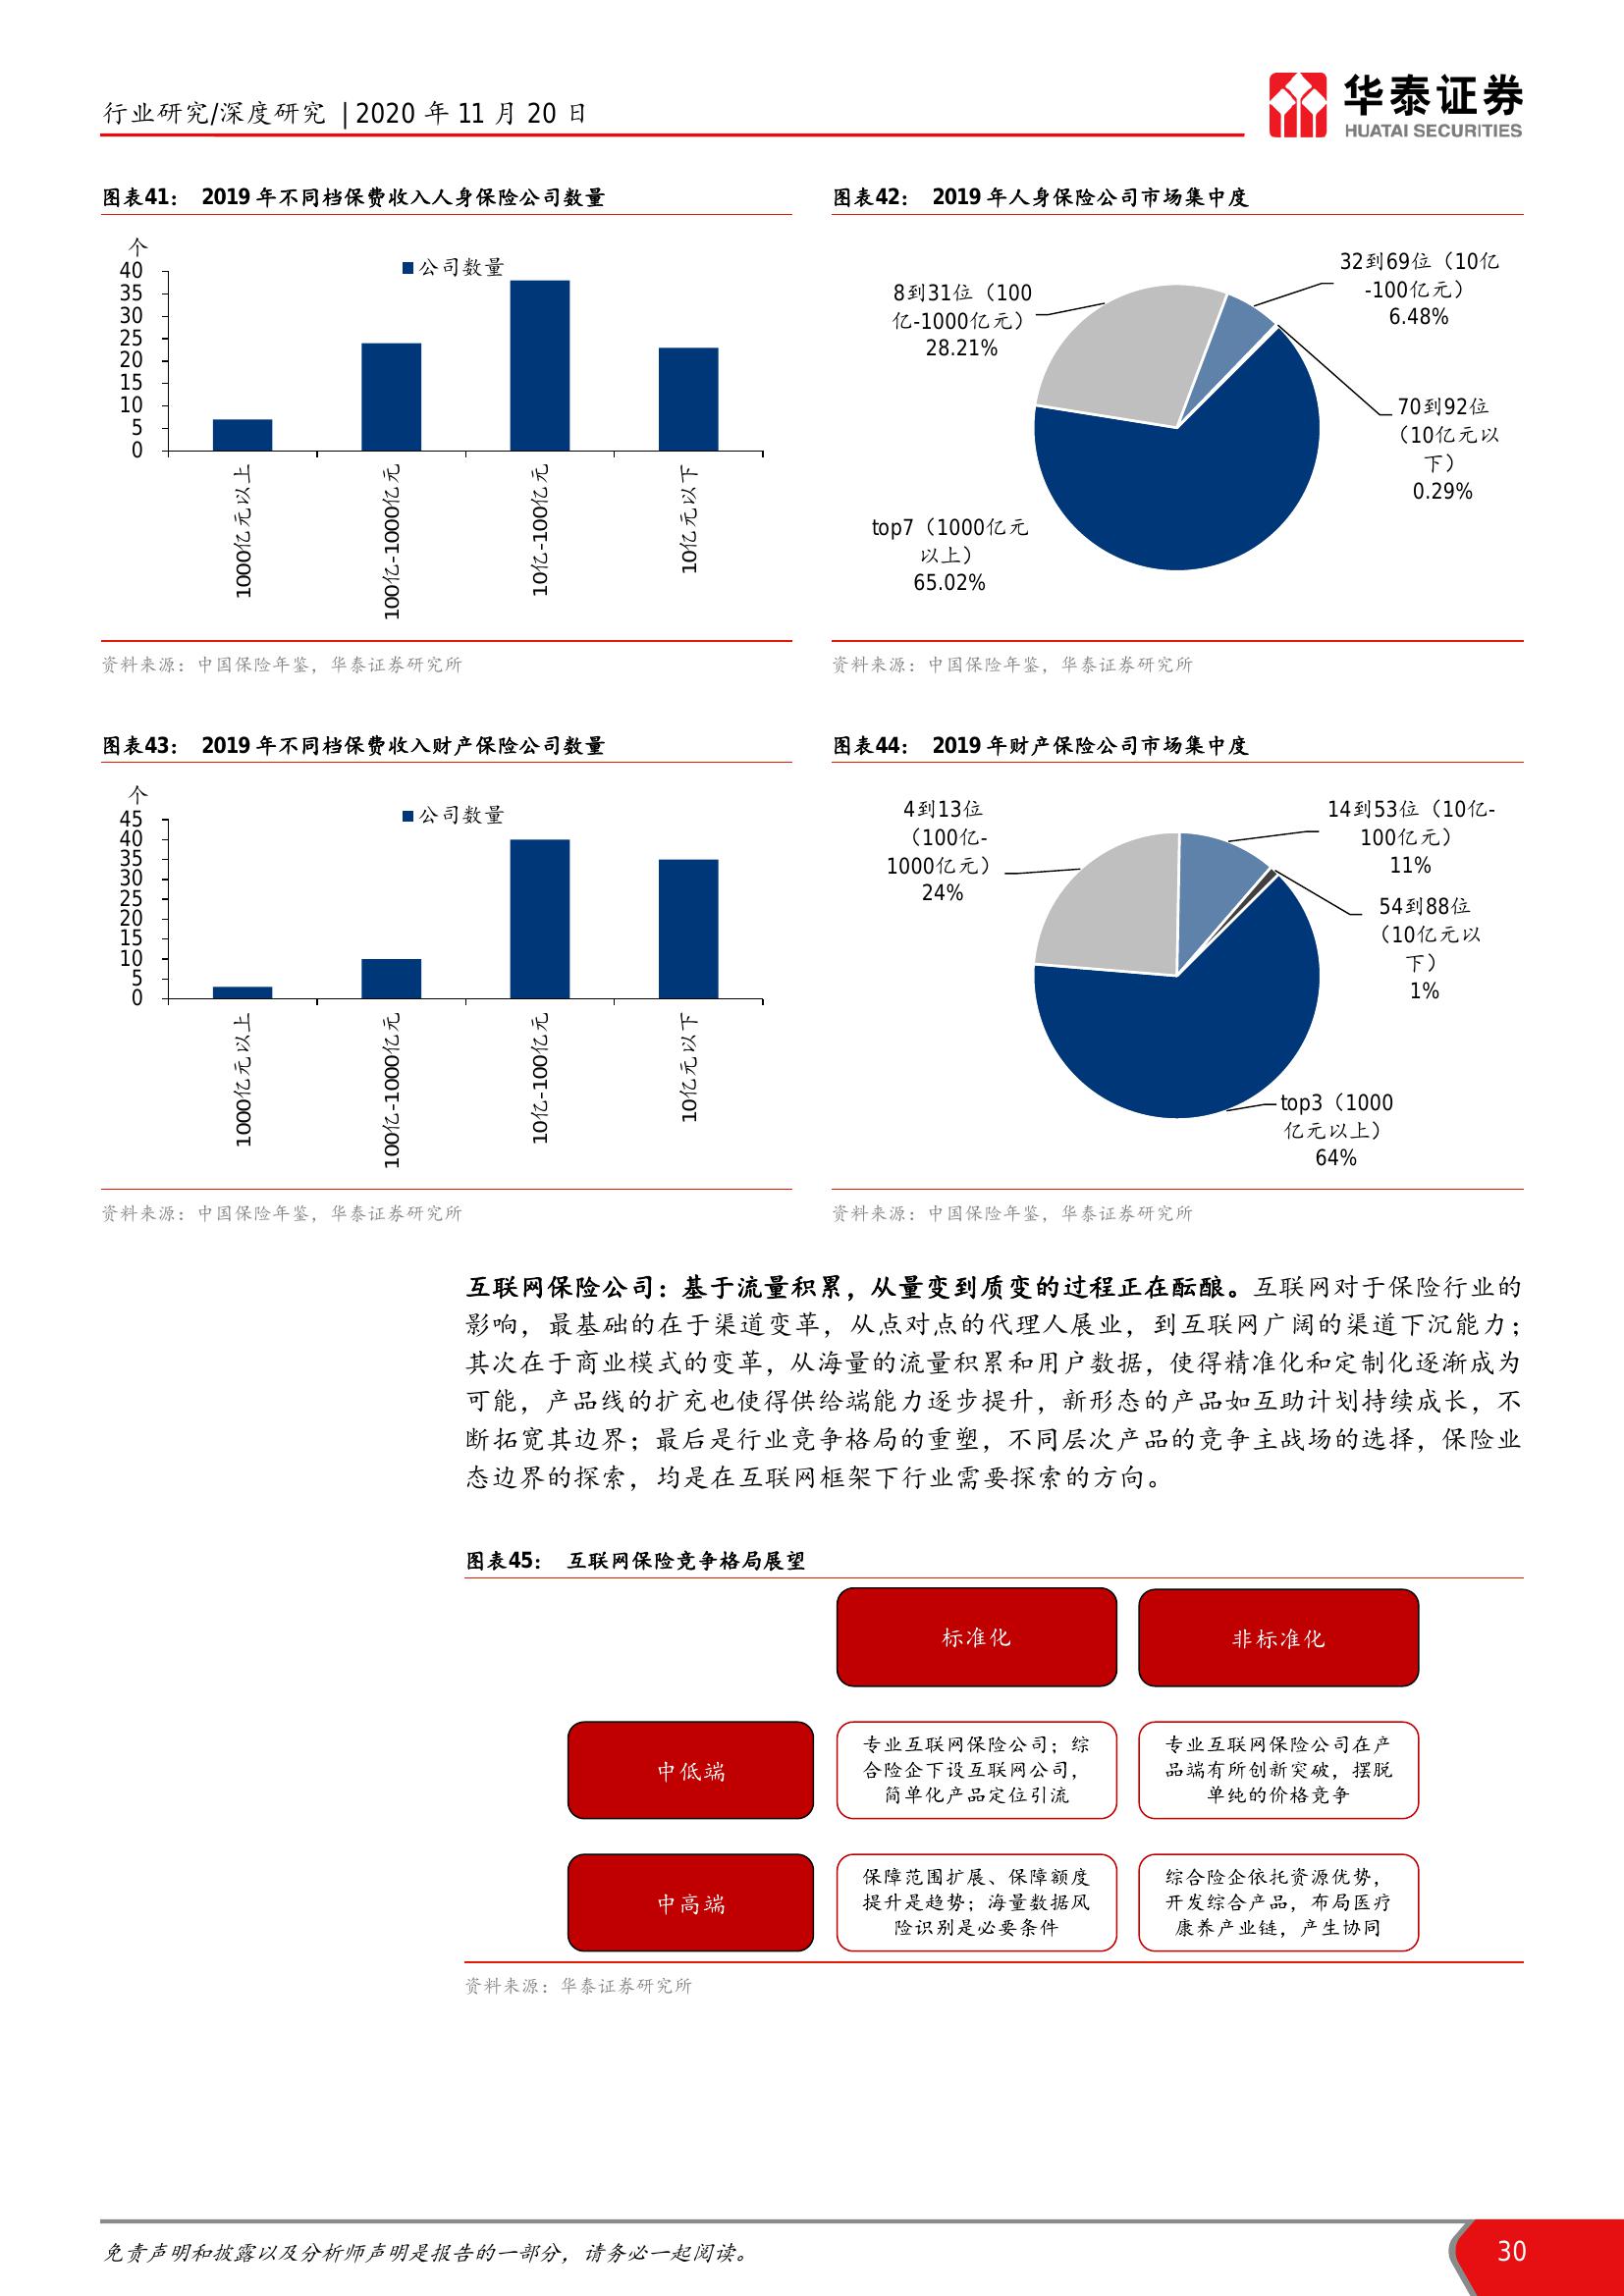 行业研究/深度研究 | 2020 年 11 月 20 日
华泰证券
HUATAI SECURITIES
图表41： 2019 年不同档保费收入人身保险公司数量
个
公司数量
40
35
30
25
20
15
10
5
0
1000亿元以上
100亿-1000亿元
10亿-100亿元
10亿元以下
资料来源：中国保险年鉴，华泰证券研究所
图表42： 2019 年人身保险公司市场集中度
32到69位（10亿
-100亿元）
6.48%
8到31位（100
亿-1000亿元）
28.21%
70到92位
（10亿元以
下）
0.29%
top7（1000亿元
以上）
65.02%
资料来源：中国保险年鉴，华泰证券研究所
图表43： 2019 年不同档保费收入财产保险公司数量
个
公司数量
45
40
35
30
25
20
15
10
5
0
1000亿元以上
100亿-1000亿元
10亿-100亿元
10亿元以下
资料来源：中国保险年鉴，华泰证券研究所
图表44： 2019 年财产保险公司市场集中度
4到13位
（100亿-
1000亿元）
24%
14到53位（10亿-
100亿元）
11%
54到88位
（10亿元以
下）
1%
top3（1000
亿元以上）
64%
资料来源：中国保险年鉴，华泰证券研究所
互联网保险公司：基于流量积累，从量变到质变的过程正在酝酿。互联网对于保险行业的
影响，最基础的在于渠道变革，从点对点的代理人展业，到互联网广阔的渠道下沉能力；
其次在于商业模式的变革，从海量的流量积累和用户数据，使得精准化和定制化逐渐成为
可能，产品线的扩充也使得供给端能力逐步提升，新形态的产品如互助计划持续成长，不
断拓宽其边界；最后是行业竞争格局的重塑，不同层次产品的竞争主战场的选择，保险业
态边界的探索，均是在互联网框架下行业需要探索的方向。
图表45： 互联网保险竞争格局展望
标准化
非标准化
中低端
专业互联网保险公司；综
合险企下设互联网公司，
简单化产品定位引流
专业互联网保险公司在产
品端有所创新突破，摆脱
单纯的价格竞争
中高端
保障范围扩展、保障额度
提升是趋势；海量数据风
险识别是必要条件
综合险企依托资源优势，
开发综合产品，布局医疗
康养产业链，产生协同
资料来源：华泰证券研究所
免责声明和披露以及分析师声明是报告的一部分，请务必一起阅读。
30